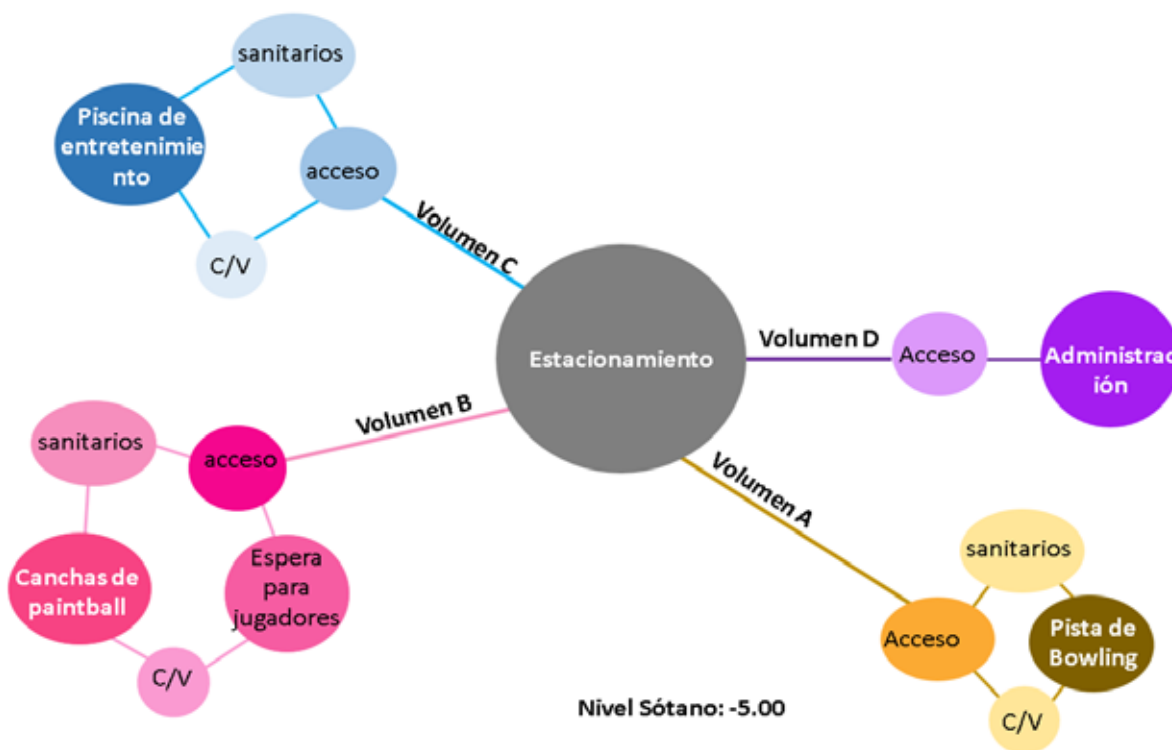 sanitarios
Piscina de
entretenimie
nto
acceso
C/V
Volumen C
Estacionamiento
Volumen D
Acceso
Administrac
ión
Volumen B
sanitarios
acceso
Canchas de
paintball
Espera
para
jugadores
C/V
Volumen A
sanitarios
Acceso
Pista de
Bowling
C/V
Nivel Sótano: -5.00